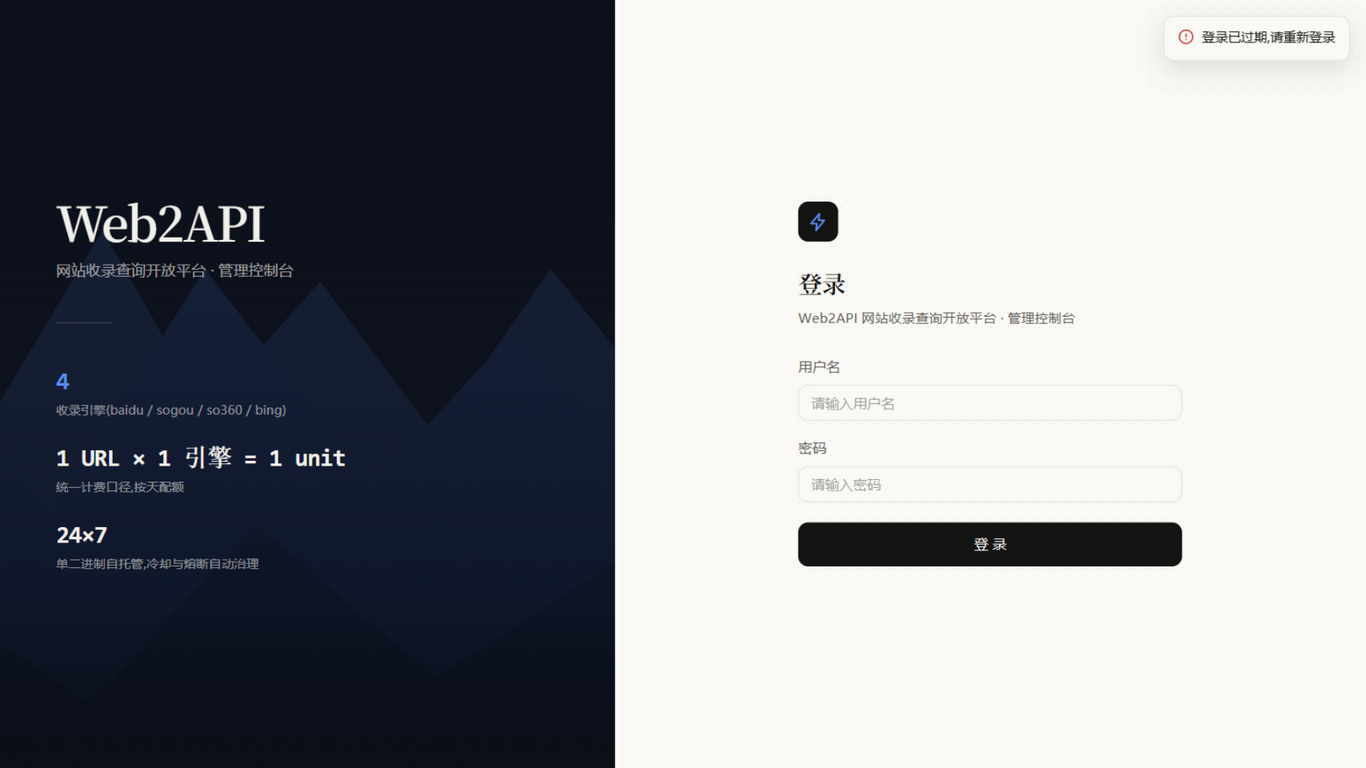 Web2API
网站收录查询开放平台 · 管理控制台
4
收录引擎(baidu / sogou / so360 / bing)
1 URL × 1 引擎 = 1 unit
统一计费口径,按天配额
24×7
单二进制自托管,冷却与熔断自动治理
登录已过期,请重新登录
登录
Web2API 网站收录查询开放平台 · 管理控制台
用户名
请输入用户名
密码
请输入密码
登 录